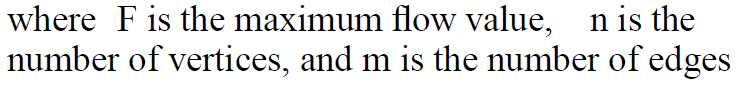 where F is the maximum flow value, n is the
number of vertices, and m is the number of edges